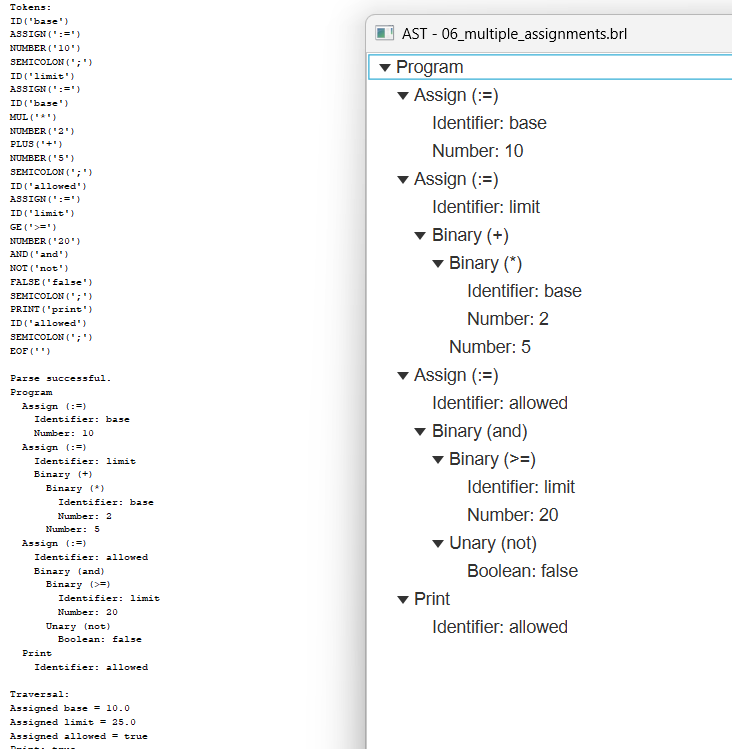 Tokens:
ID('base')
ASSIGN(':=')
NUMBER('10')
SEMICOLON(';')
ID('limit')
ASSIGN(':=')
ID('base')
MUL('*')
NUMBER('2')
PLUS('+')
NUMBER('5')
SEMICOLON(';')
ID('allowed')
ASSIGN(':=')
ID('limit')
GE('>=')
NUMBER('20')
AND('and')
NOT('not')
FALSE('false')
SEMICOLON(';')
PRINT('print')
ID('allowed')
SEMICOLON(';')
EOF('')
Parse successful.
Program
Assign (:=)
Identifier: base
Number: 10
Assign (:=)
Identifier: limit
Binary (+)
Binary (*)
Identifier: base
Number: 2
Number: 5
Assign (:=)
Identifier: allowed
Binary (and)
Binary (>=)
Identifier: limit
Number: 20
Unary (not)
Boolean: false
Print
Identifier: allowed
Traversal:
Assigned base = 10.0
Assigned limit = 25.0
Assigned allowed = true
Print: true
AST - 06_multiple_assignments.brl
Program
Assign (:=)
Identifier: base
Number: 10
Assign (:=)
Identifier: limit
Binary (+)
Binary (*)
Identifier: base
Number: 2
Number: 5
Assign (:=)
Identifier: allowed
Binary (and)
Binary (>=)
Identifier: limit
Number: 20
Unary (not)
Boolean: false
Print
Identifier: allowed